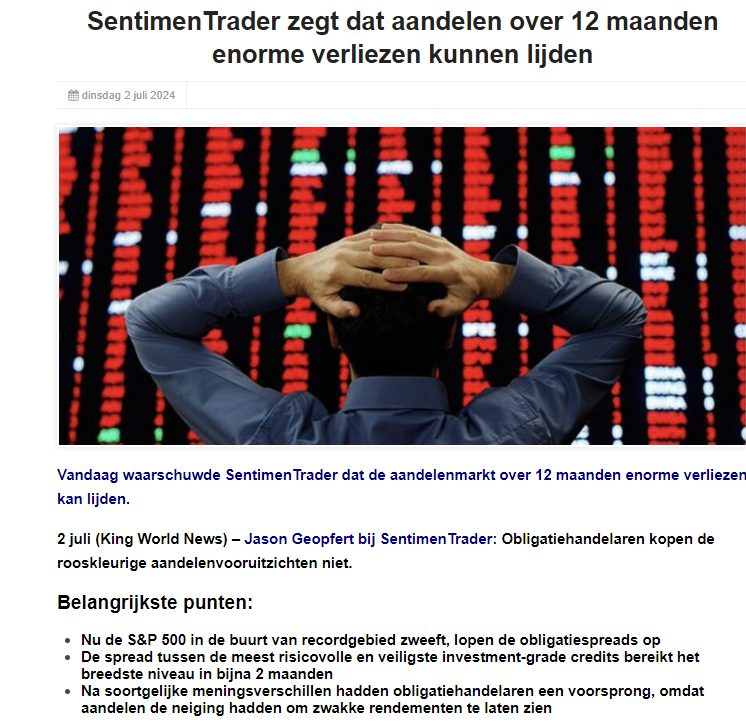 SentimenTrader zegt dat aandelen over 12 maanden
enorme verliezen kunnen lijden
dinsdag 2 juli 2024
Vandaag waarschuwde SentimenTrader dat de aandelenmarkt over 12 maanden enorme verliezen
kan lijden.
2 juli (King World News) – Jason Geopfert bij SentimenTrader: Obligatiehandelaren kopen de
rooskleurige aandelenvooruitzichten niet.
Belangrijkste punten:
Nu de S&P 500 in de buurt van recordgebied zweeft, lopen de obligatiespreads op
De spread tussen de meest risicovolle en veiligste investment-grade credits bereikt het
breedste niveau in bijna 2 maanden
Na soortgelijke meningsverschillen hadden obligatiehandelaren een voorsprong, omdat
aandelen de neiging hadden om zwakke rendementen te laten zien